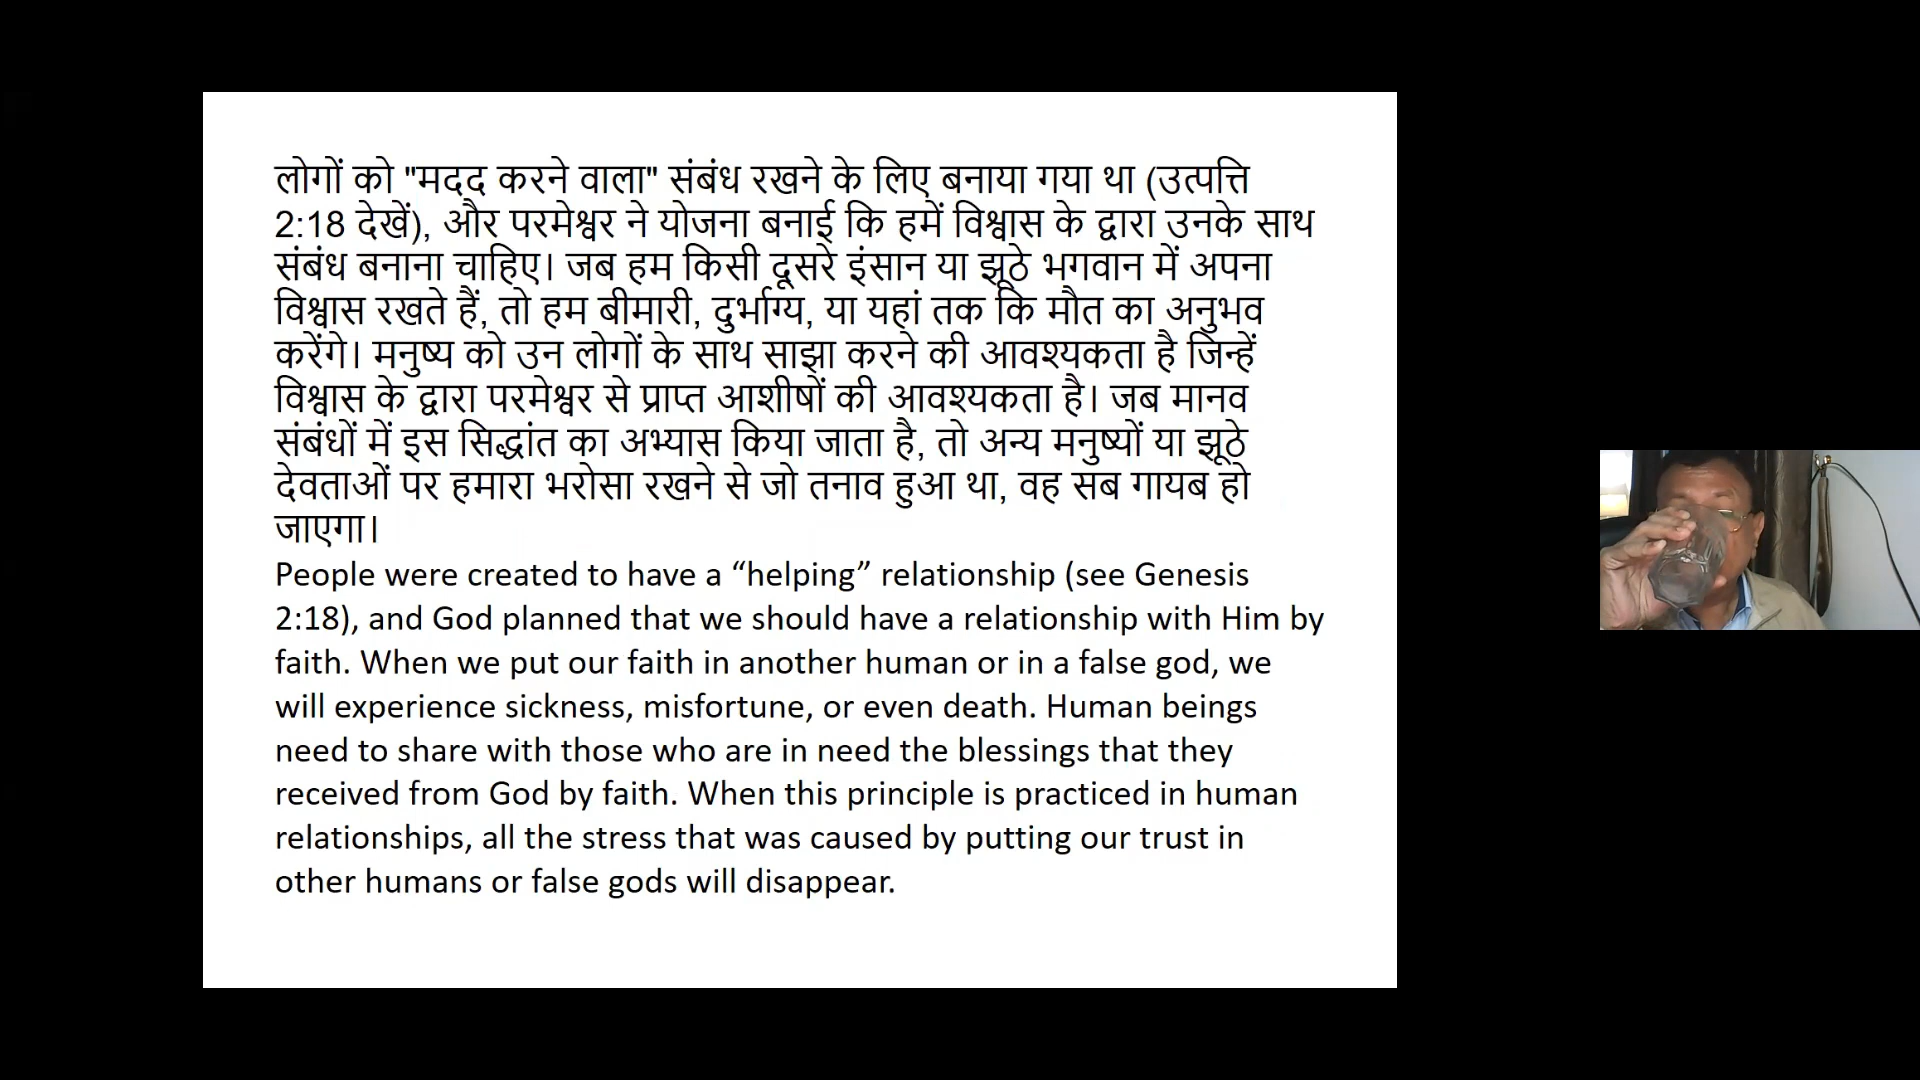 लोगों को "मदद करने वाला" संबंध रखने के लिए बनाया गया था (उत्पत्ति
2:18 देखें), और परमेश्वर ने योजना बनाई कि हमें विश्वास के द्वारा उनके साथ
संबंध बनाना चाहिए। जब हम किसी दूसरे इंसान या झूठे भगवान में अपना
विश्वास रखते हैं, तो हम बीमारी, दुर्भाग्य, या यहां तक कि मौत का अनुभव
करेंगे। मनुष्य को उन लोगों के साथ साझा करने की आवश्यकता है जिन्हें
विश्वास के द्वारा परमेश्वर से प्राप्त आशीषों की आवश्यकता है। जब मानव
संबंधों में इस सिद्धांत का अभ्यास किया जाता है, तो अन्य मनुष्यों या झूठे
देवताओं पर हमारा भरोसा रखने से जो तनाव हुआ था, वह सब गायब हो
जाएगा।
People were created to have a “helping” relationship (see Genesis
2:18), and God planned that we should have a relationship with Him by
faith. When we put our faith in another human or in a false god, we
will experience sickness, misfortune, or even death. Human beings
need to share with those who are in need the blessings that they
received from God by faith. When this principle is practiced in human
relationships, all the stress that was caused by putting our trust in
other humans or false gods will disappear.